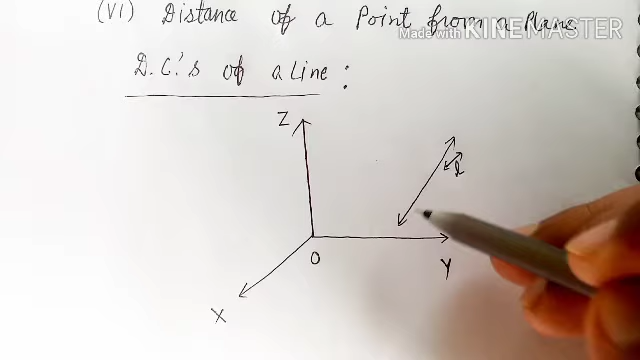 (VI) Distance of a Point from a Plane.
Made with KINEMASTER
D.C.'s of a Line :
Z
l
O
Y
X